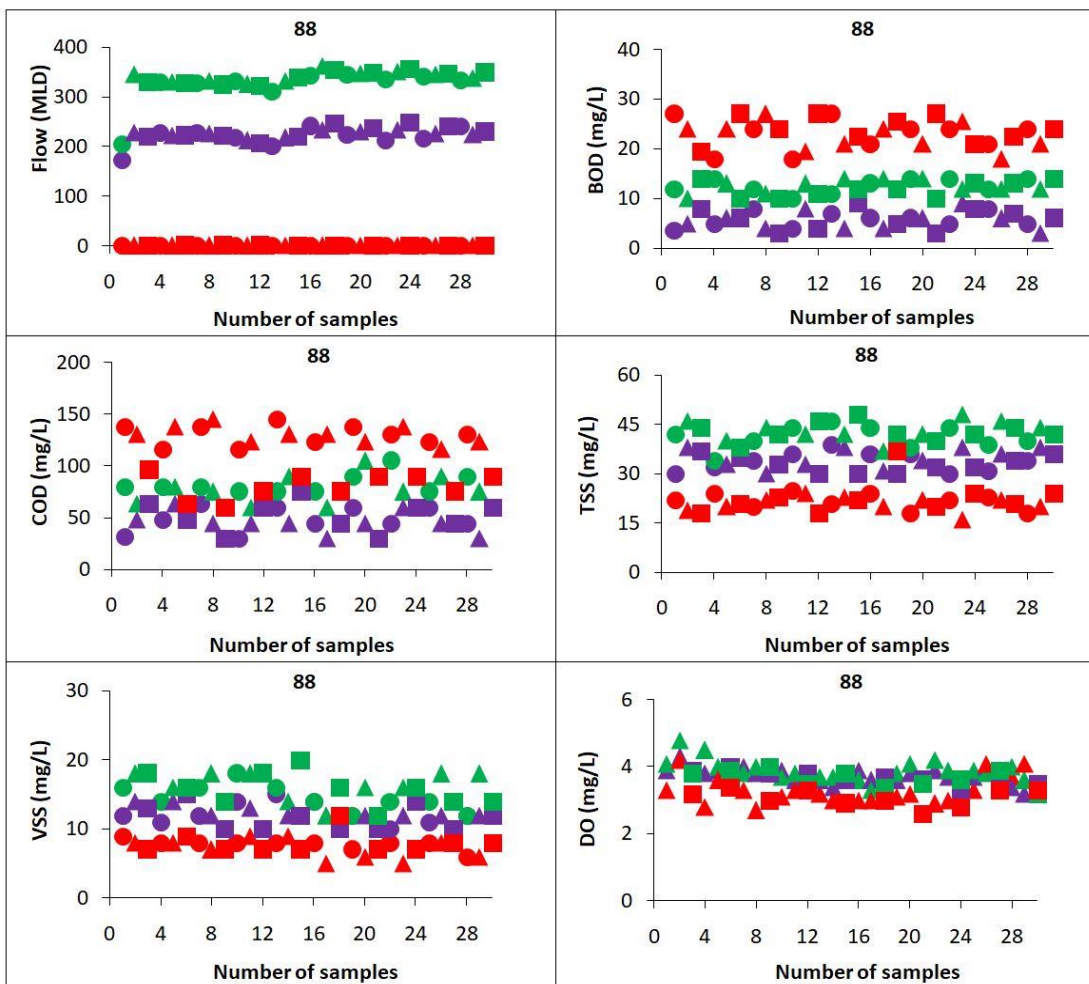 88
Flow (MLD)
400
300
200
100
0
0 4 8 12 16 20 24 28
Number of samples
88
BOD (mg/L)
40
30
20
10
0
0 4 8 12 16 20 24 28
Number of samples
88
COD (mg/L)
200
150
100
50
0
0 4 8 12 16 20 24 28
Number of samples
88
TSS (mg/L)
60
45
30
15
0
0 4 8 12 16 20 24 28
Number of samples
88
VSS (mg/L)
30
20
10
0
0 4 8 12 16 20 24 28
Number of samples
88
DO (mg/L)
6
4
2
0
0 4 8 12 16 20 24 28
Number of samples